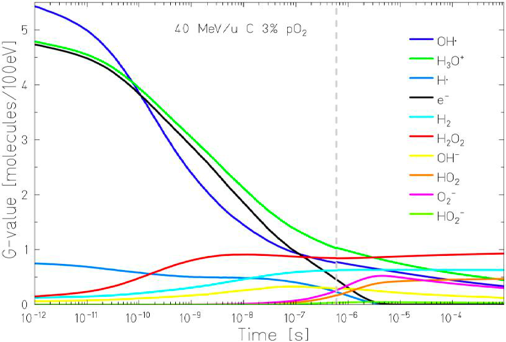 40 MeV/u C 3% pO₂
OH•
H₃O⁺
H•
e⁻
H₂
H₂O₂
OH⁻
HO₂
O₂⁻
HO₂⁻
G-value [molecules/100eV]
5
4
3
2
1
0
10⁻¹² 10⁻¹¹ 10⁻¹⁰ 10⁻⁹ 10⁻⁸ 10⁻⁷ 10⁻⁶ 10⁻⁵ 10⁻⁴
Time [s]